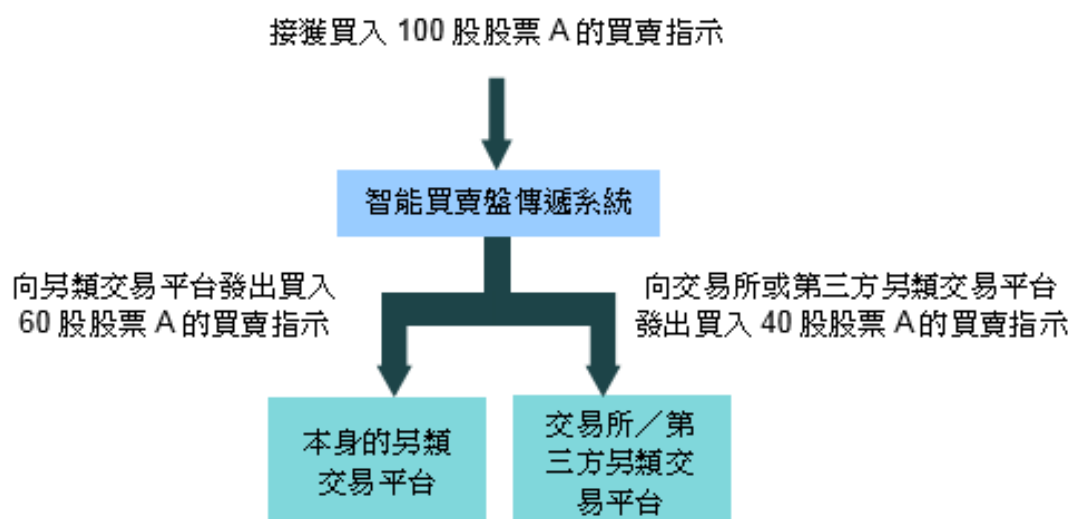 接獲買入 100 股股票 A 的買賣指示
智能買賣盤傳遞系統
向另類交易平台發出買入
60 股股票 A 的買賣指示
向交易所或第三方另類交易平台
發出買入 40 股股票 A 的買賣指示
本身的另類
交易平台
交易所／第
三方另類交
易平台